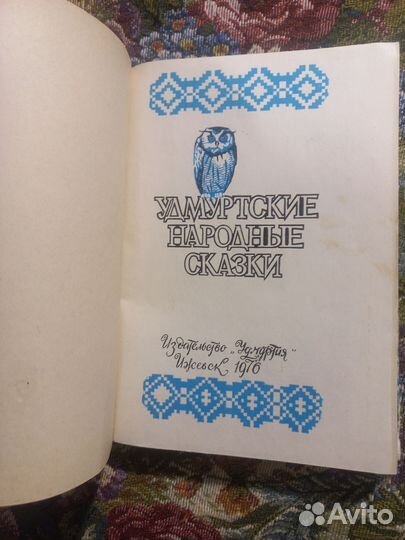 УДМУРТСКИЕ
НАРОДНЫЕ
СКАЗКИ
Издательство „Удмуртия"
Ижевск 1976
Avito